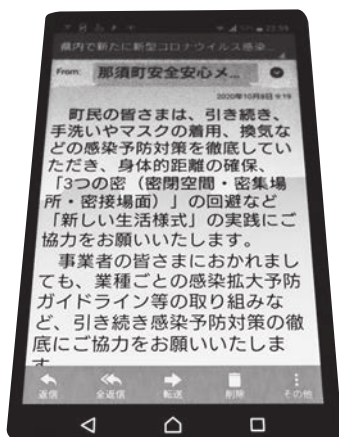 22:59
県内で新たに新型コロナウイルス感染…
From: 那須町安全安心メ…
2020年10月8日 9:19
町民の皆さまは、引き続き、
手洗いやマスクの着用、換気な
どの感染予防対策を徹底してい
ただき、身体的距離の確保、
「3つの密（密閉空間・密集場
所・密接場面）」の回避など
「新しい生活様式」の実践にご
協力をお願いいたします。
事業者の皆さまにおかれまし
ても、業種ごとの感染拡大予防
ガイドライン等の取り組みな
ど、引き続き感染予防対策の徹
底にご協力をお願いいたしま
す
返信 全返信 転送 削除 その他